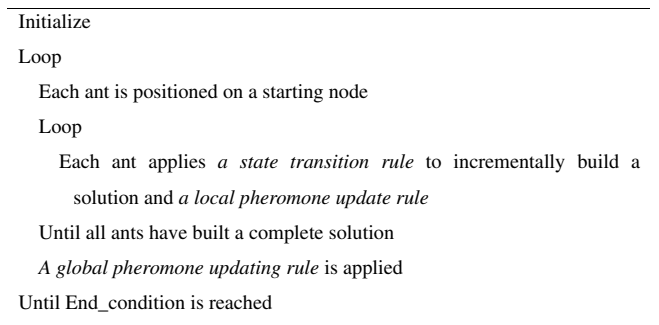 Initialize
Loop
Each ant is positioned on a starting node
Loop
Each ant applies a state transition rule to incrementally build a
solution and a local pheromone update rule
Until all ants have built a complete solution
A global pheromone updating rule is applied
Until End_condition is reached